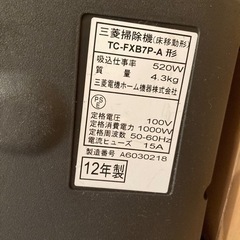 三菱掃除機(床移動形)
TC-FXB7P-A 形
吸込仕事率 520W
質量 4.3kg
三菱電機ホーム機器株式会社
PS
E
定格電圧 100V
定格消費電力 1000W
定格周波数 50-60Hz
電流ヒューズ 15A
製造番号 A6030218
12年製